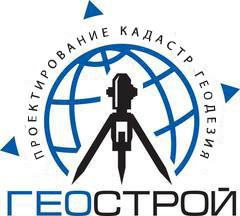 ПРОЕКТИРОВАНИЕ КАДАСТР ГЕОДЕЗИЯ
ГЕОСТРОЙ